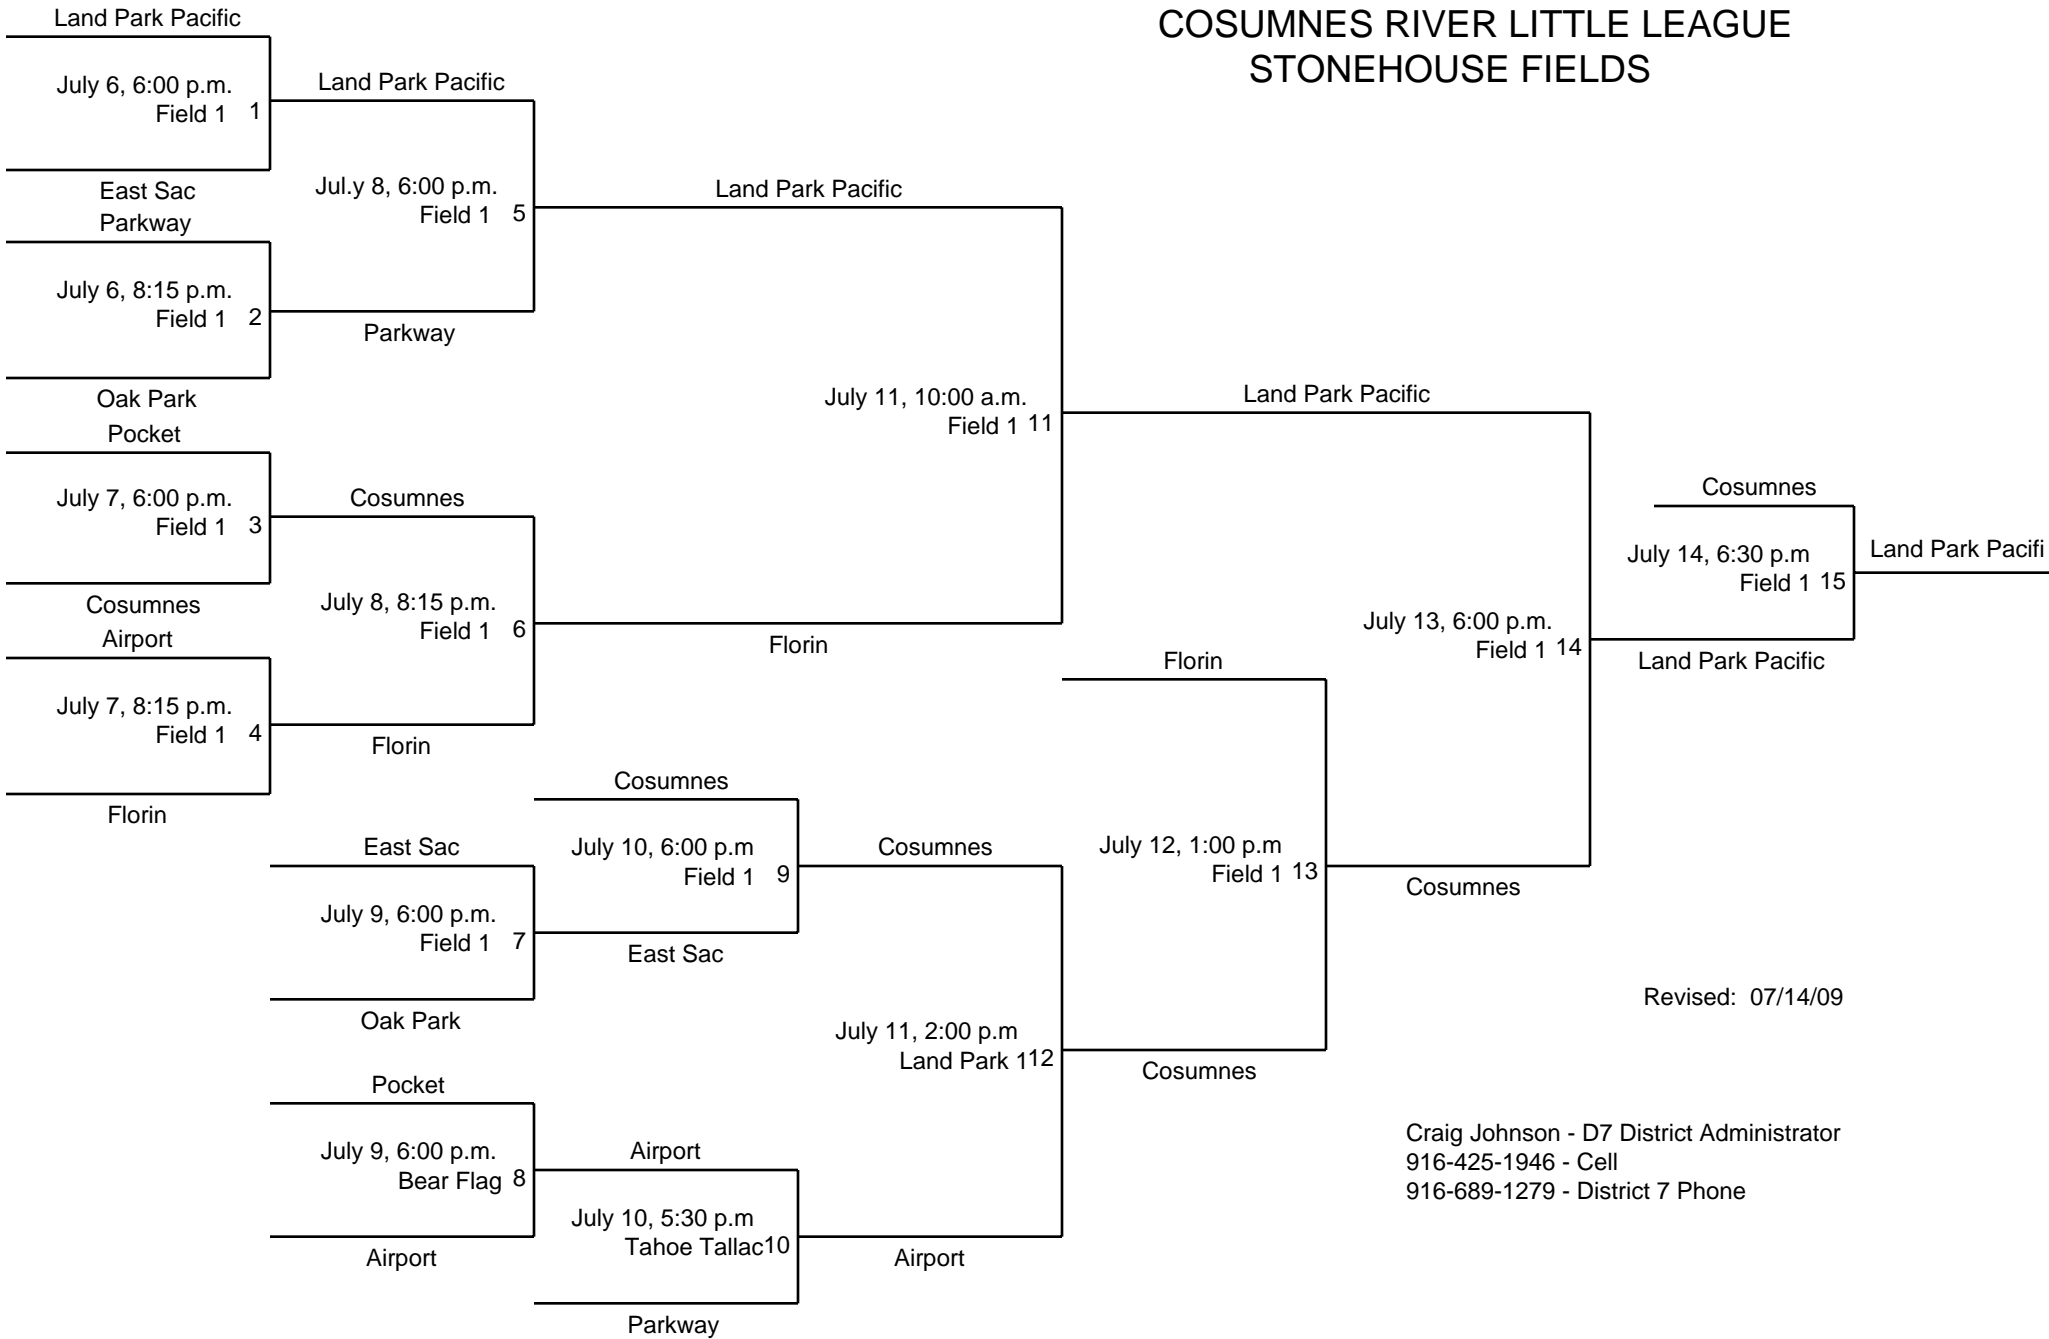 COSUMNES RIVER LITTLE LEAGUE
STONEHOUSE FIELDS
Land Park Pacific
July 6, 6:00 p.m.
Field 1 1
East Sac
Parkway
July 6, 8:15 p.m.
Field 1 2
Oak Park
Pocket
July 7, 6:00 p.m.
Field 1 3
Cosumnes
Airport
July 7, 8:15 p.m.
Field 1 4
Florin
Land Park Pacific
Jul.y 8, 6:00 p.m.
Field 1 5
Parkway
Cosumnes
July 8, 8:15 p.m.
Field 1 6
Florin
East Sac
July 9, 6:00 p.m.
Field 1 7
Oak Park
Pocket
July 9, 6:00 p.m.
Bear Flag 8
Airport
Cosumnes
July 10, 6:00 p.m
Field 1 9
East Sac
Airport
July 10, 5:30 p.m
Tahoe Tallac 10
Parkway
Land Park Pacific
July 11, 10:00 a.m.
Field 1 11
Florin
Cosumnes
July 11, 2:00 p.m
Land Park 1 12
Airport
Florin
July 12, 1:00 p.m
Field 1 13
Cosumnes
Land Park Pacific
July 13, 6:00 p.m.
Field 1 14
Cosumnes
Cosumnes
July 14, 6:30 p.m
Field 1 15
Land Park Pacific
Land Park Pacifi
Revised: 07/14/09
Craig Johnson - D7 District Administrator
916-425-1946 - Cell
916-689-1279 - District 7 Phone